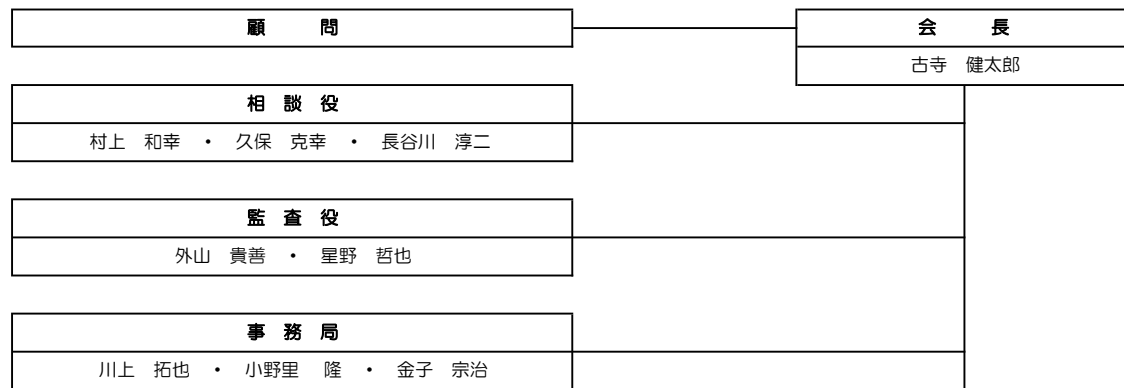 顧　　問
会　　長
古寺　健太郎
相　談　役
村上　和幸　・　久保　克幸　・　長谷川　淳二
監　査　役
外山　貴善　・　星野　哲也
事　務　局
川上　拓也　・　小野里　隆　・　金子　宗治